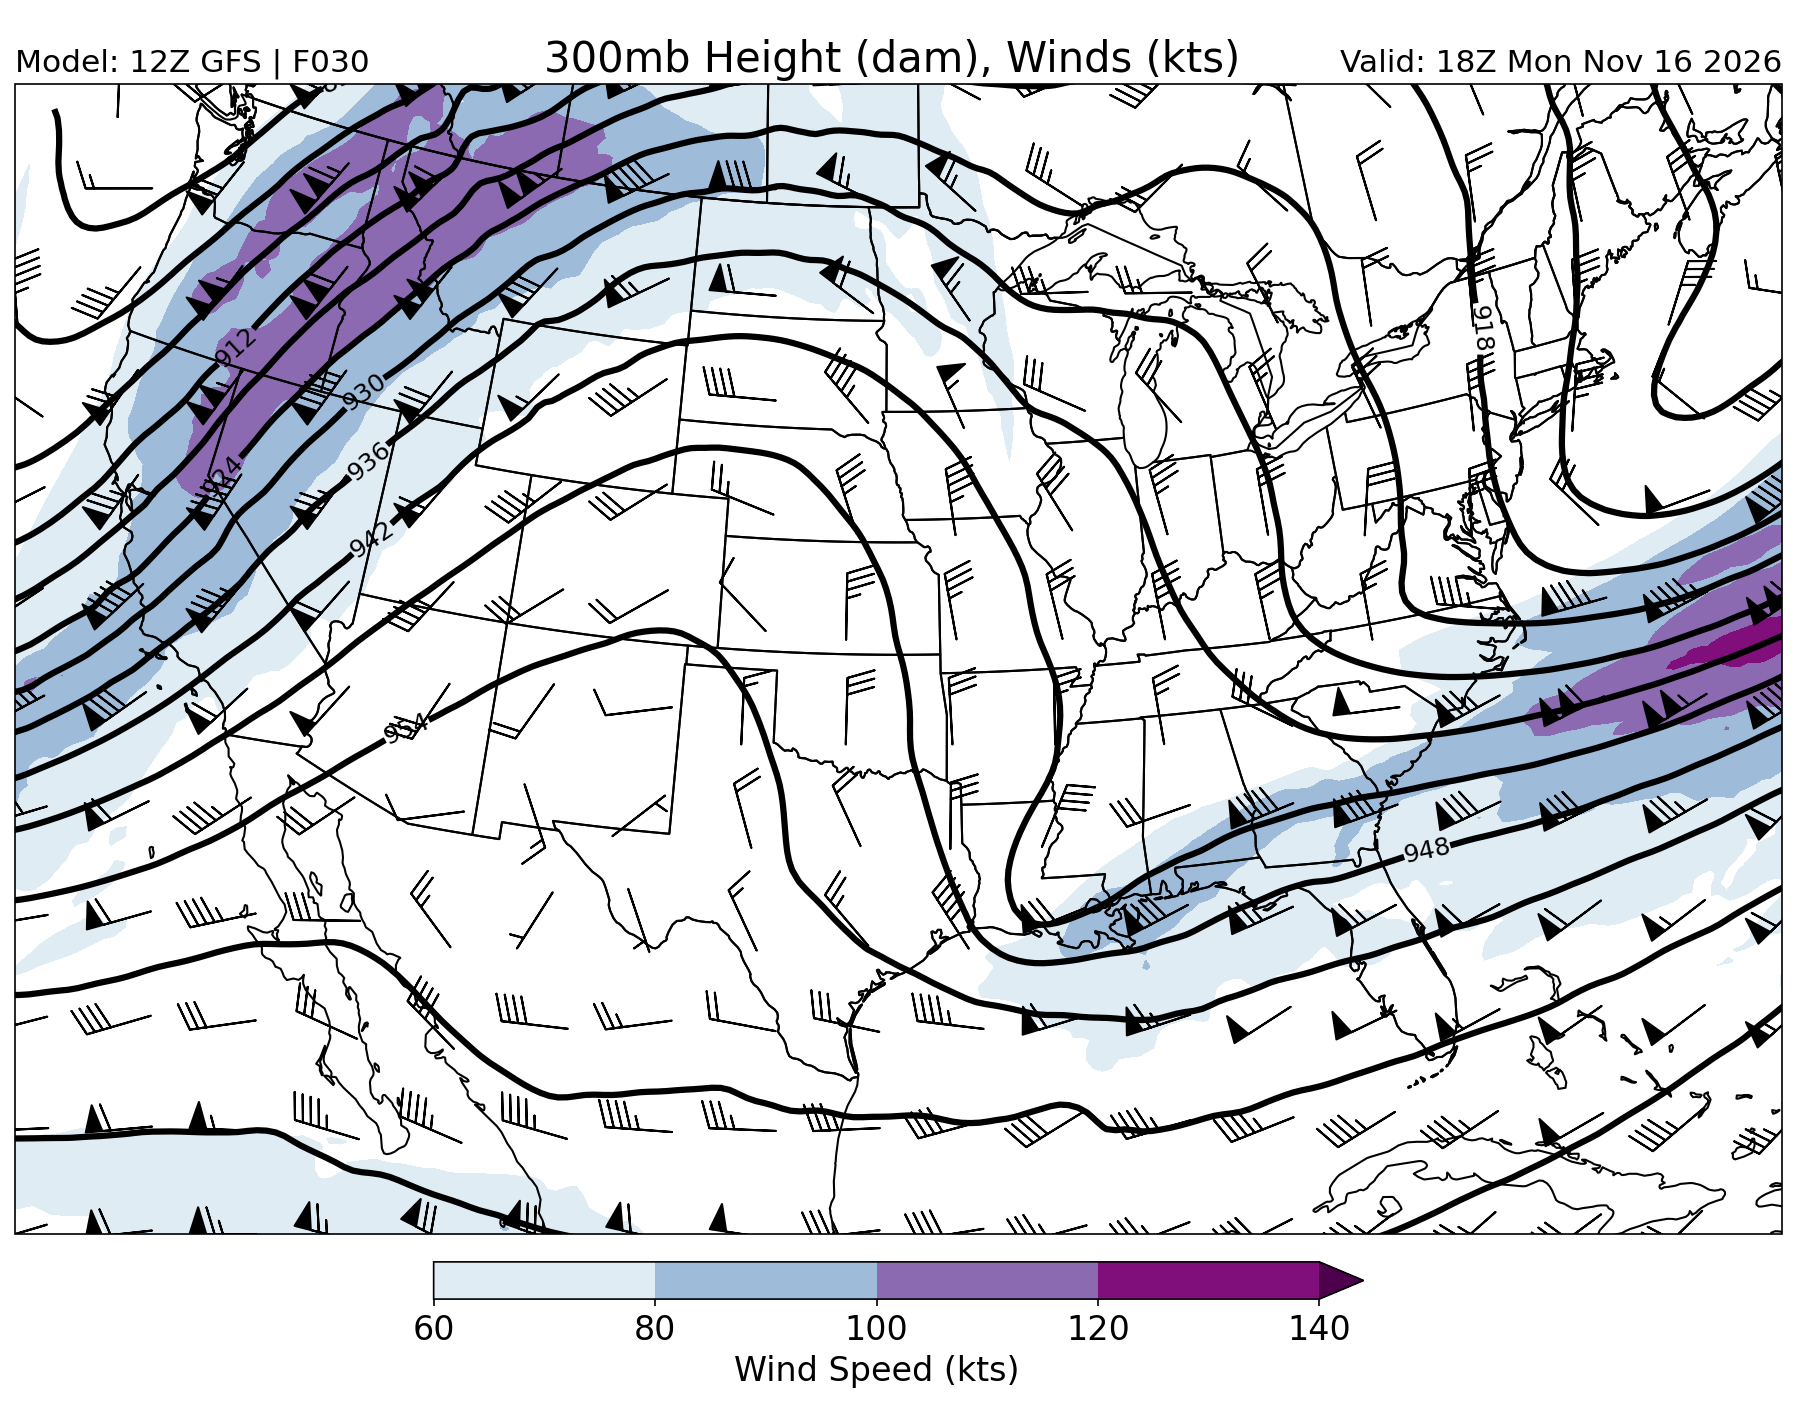 Model: 12Z GFS | F030
300mb Height (dam), Winds (kts)
Valid: 18Z Mon Nov 16 2026
918
912
930
936
924
942
954
948
60 80 100 120 140
Wind Speed (kts)